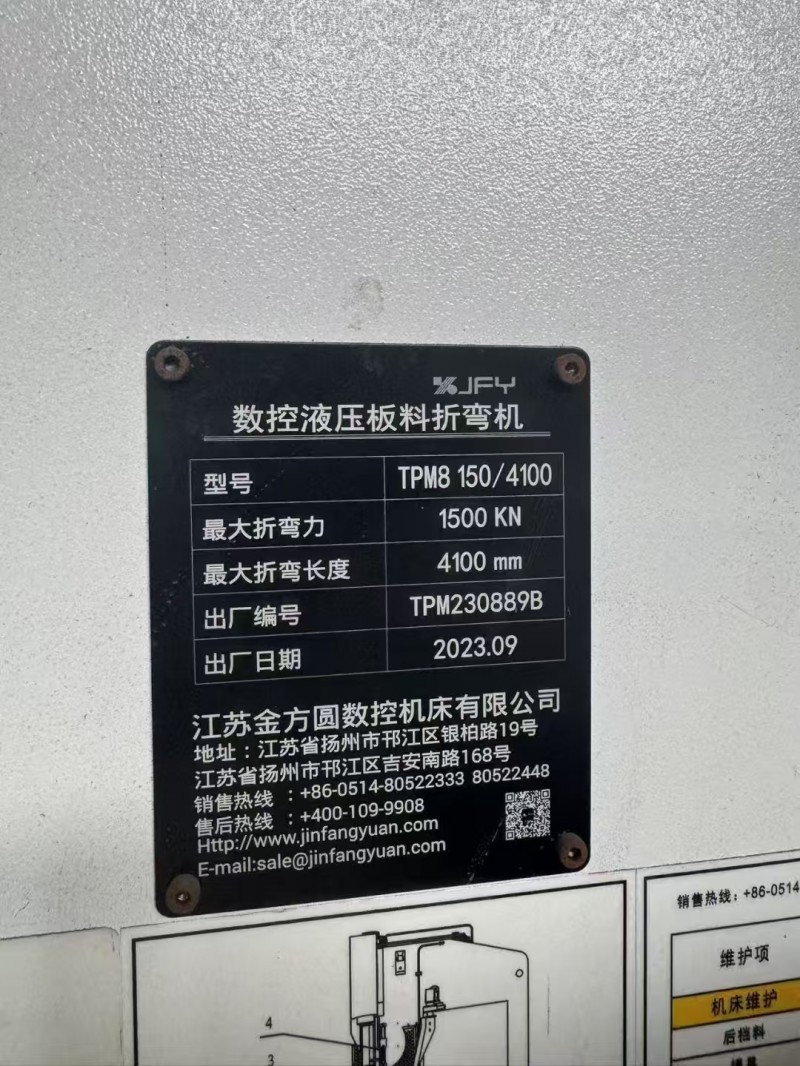 JFY
数控液压板料折弯机
型号 TPM8 150/4100
最大折弯力 1500 KN
最大折弯长度 4100 mm
出厂编号 TPM230889B
出厂日期 2023.09
江苏金方圆数控机床有限公司
地址：江苏省扬州市邗江区银柏路19号
江苏省扬州市邗江区吉安南路168号
销售热线 ：+86-0514-80522333 80522448
售后热线 ：+400-109-9908
Http://www.jinfangyuan.com
E-mail:sale@jinfangyuan.com
销售热线：+86-0514
维护项
机床维护
后挡料
4
3